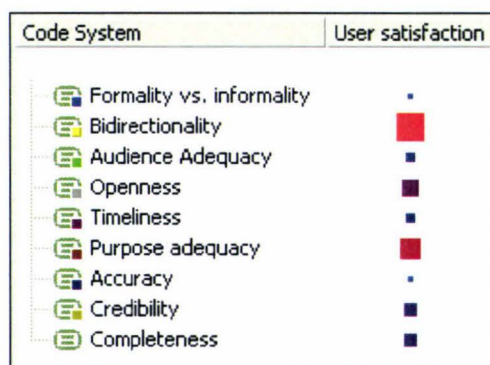 Code System User satisfaction
Formality vs. informality
Bidirectionality
Audience Adequacy
Openness
Timeliness
Purpose adequacy
Accuracy
Credibility
Completeness